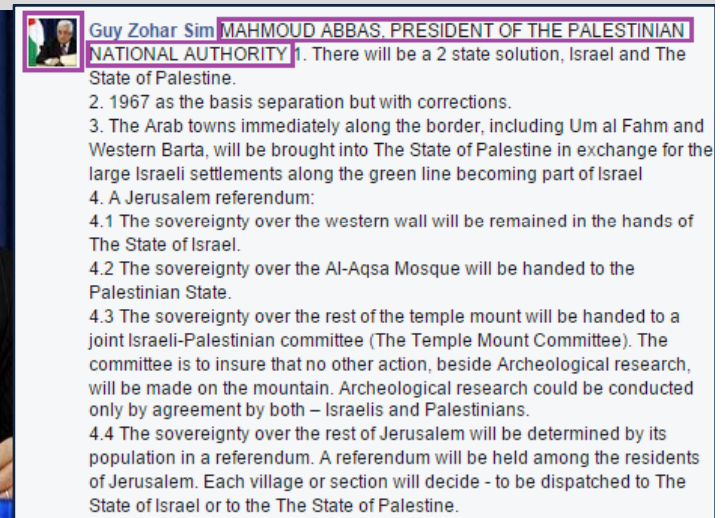 Guy Zohar Sim MAHMOUD ABBAS, PRESIDENT OF THE PALESTINIAN
NATIONAL AUTHORITY 1. There will be a 2 state solution, Israel and The
State of Palestine.
2. 1967 as the basis separation but with corrections.
3. The Arab towns immediately along the border, including Um al Fahm and
Western Barta, will be brought into The State of Palestine in exchange for the
large Israeli settlements along the green line becoming part of Israel
4. A Jerusalem referendum:
4.1 The sovereignty over the western wall will be remained in the hands of
The State of Israel.
4.2 The sovereignty over the Al-Aqsa Mosque will be handed to the
Palestinian State.
4.3 The sovereignty over the rest of the temple mount will be handed to a
joint Israeli-Palestinian committee (The Temple Mount Committee). The
committee is to insure that no other action, beside Archeological research,
will be made on the mountain. Archeological research could be conducted
only by agreement by both – Israelis and Palestinians.
4.4 The sovereignty over the rest of Jerusalem will be determined by its
population in a referendum. A referendum will be held among the residents
of Jerusalem. Each village or section will decide - to be dispatched to The
State of Israel or to the The State of Palestine.